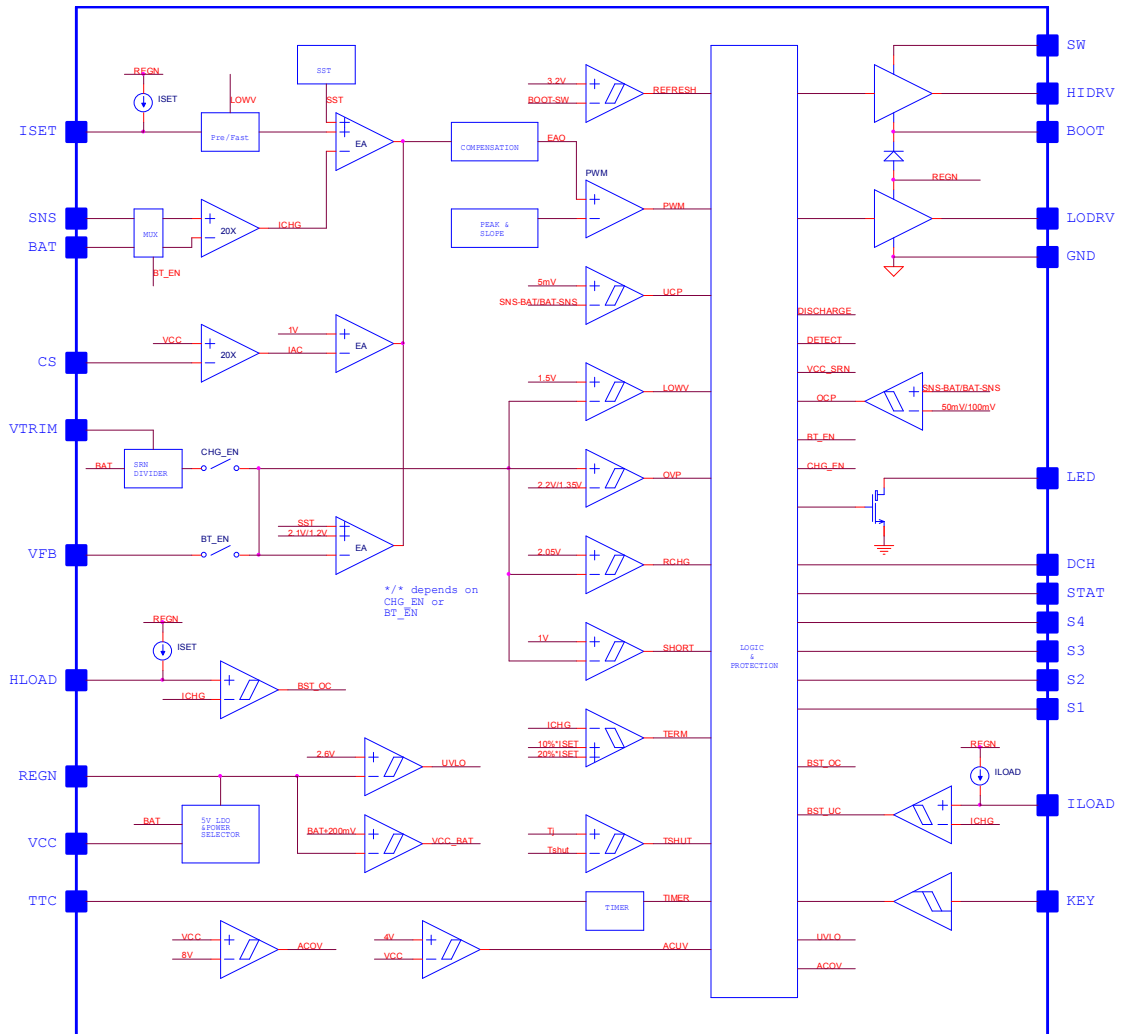 SW
REGN
SST
3.2V
REFRESH
HIDRV
ISET
LOWV
SST
BOOT-SW
ISET
Pre/Fast
EA
COMPENSATION
EAO
BOOT
PWM
REGN
SNS
ICHG
PEAK &
SLOPE
PWM
LODRV
MUX
20X
BAT
GND
BT_EN
5mV
UCP
SNS-BAT/BAT-SNS
DISCHARGE
VCC
1V
DETECT
CS
20X
IAC
EA
VCC_SRN
1.5V
LOWV
SNS-BAT/BAT-SNS
OCP
50mV/100mV
VTRIM
BT_EN
CHG_EN
BAT
SRN
DIVIDER
CHG_EN
OVP
LED
2.2V/1.35V
SST
2.1V/1.2V
BT_EN
EA
VFB
2.05V
RCHG
DCH
*/* depends on
CHG_EN or
BT_EN
STAT
REGN
S4
ISET
1V
SHORT
LOGIC
&
PROTECTION
S3
HLOAD
BST_OC
S2
ICHG
S1
ICHG
TERM
10%*ISET
20%*ISET
REGN
2.6V
UVLO
BST_OC
REGN
ILOAD
5V LDO
&POWER
SELECTOR
BAT
BST_UC
ICHG
ILOAD
BAT+200mV
VCC_BAT
Tj
Tshut
TSHUT
VCC
TTC
TIMER
TIMER
KEY
VCC
8V
ACOV
4V
VCC
ACUV
UVLO
ACOV